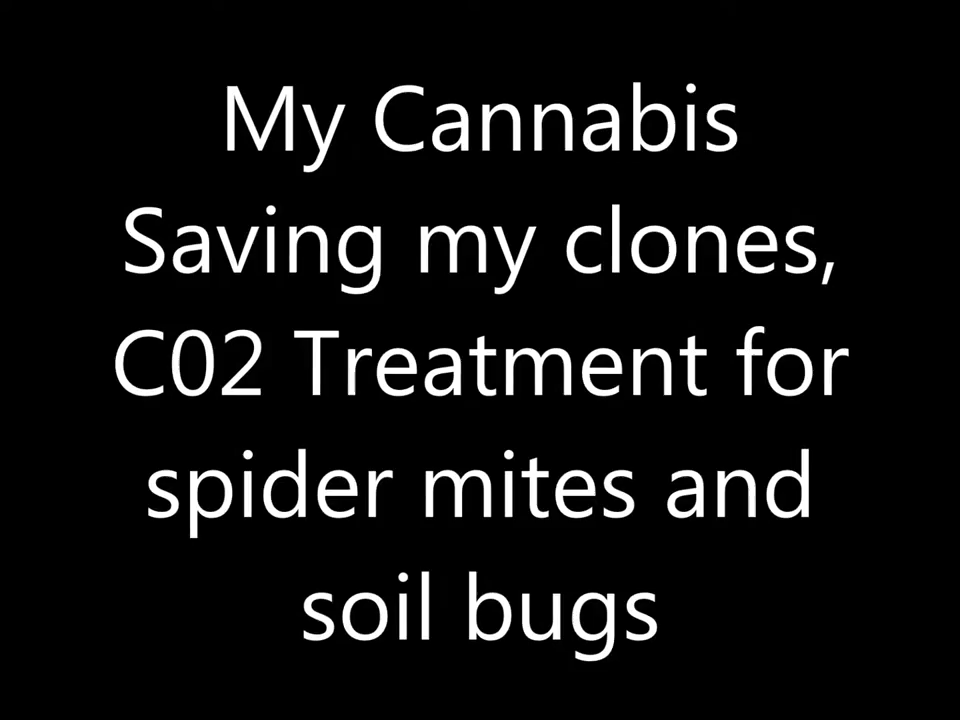 My Cannabis
Saving my clones,
C02 Treatment for
spider mites and
soil bugs